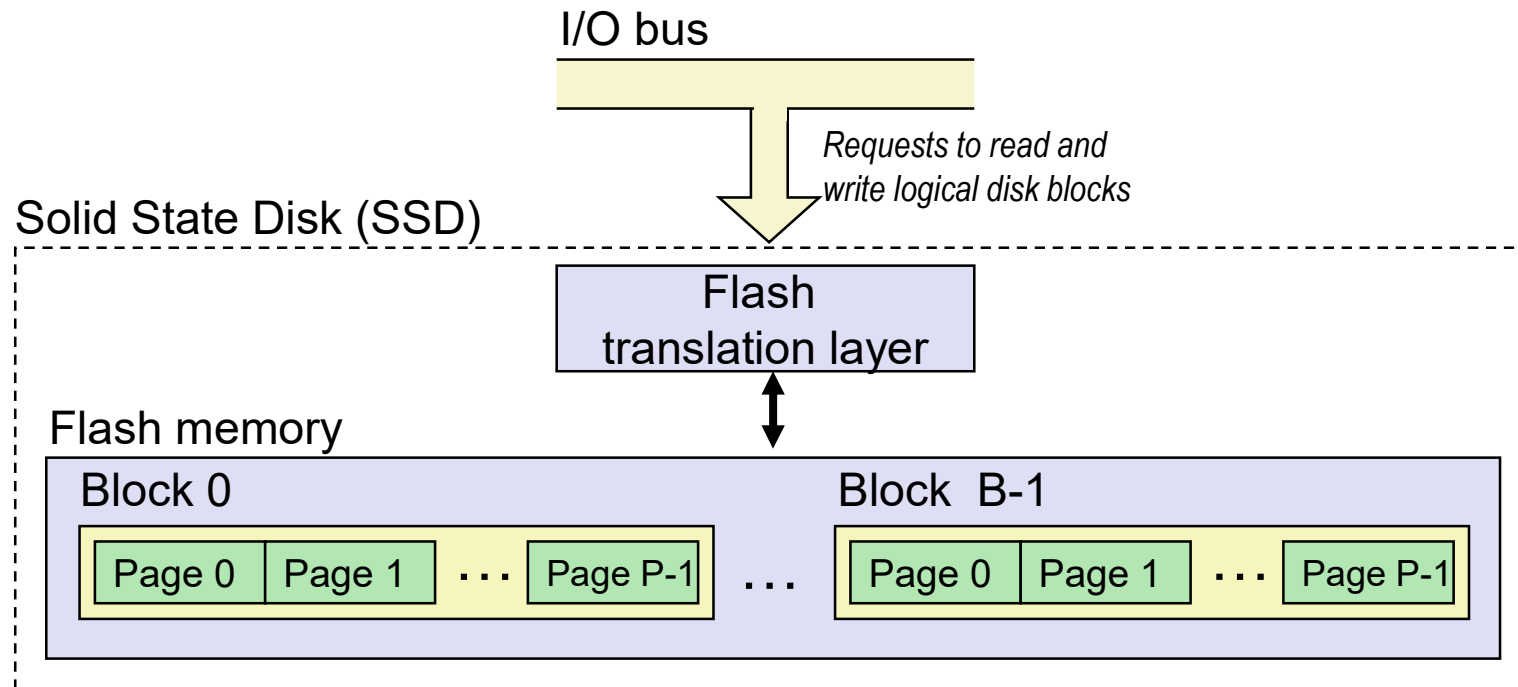 I/O bus
Requests to read and
write logical disk blocks
Solid State Disk (SSD)
Flash
translation layer
Flash memory
Block 0
Block B-1
Page 0 Page 1 ... Page P-1 ... Page 0 Page 1 ... Page P-1